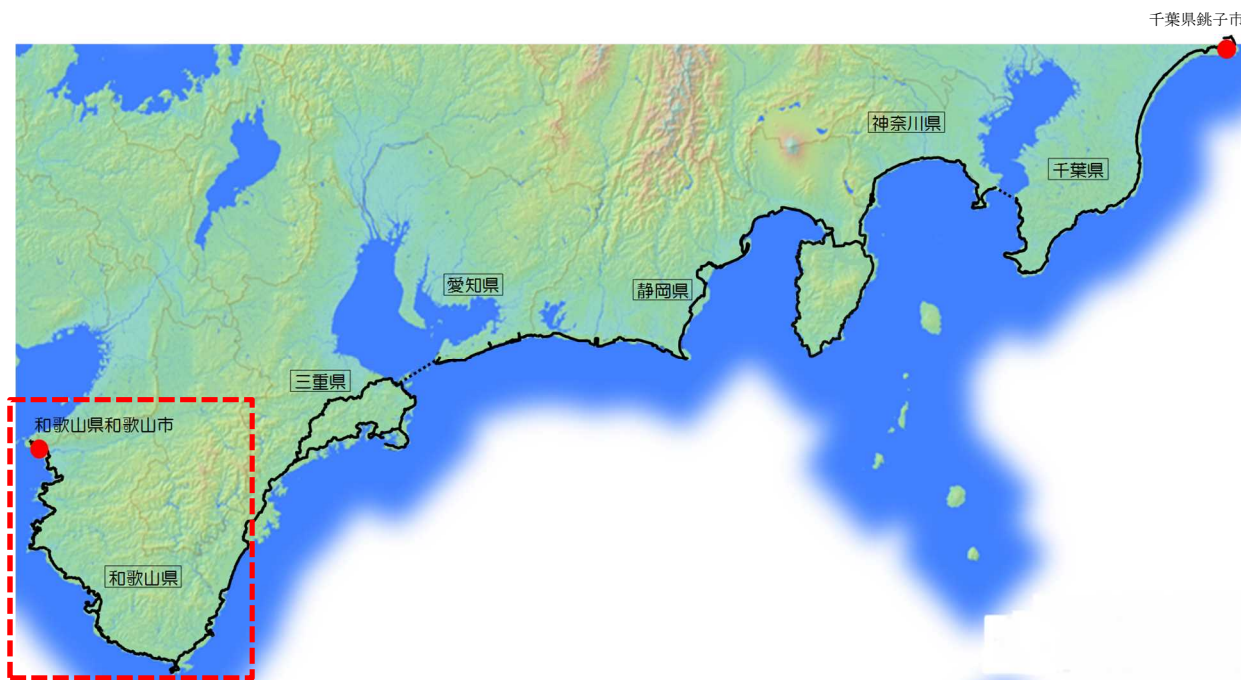 千葉県銚子市
神奈川県
千葉県
愛知県
静岡県
三重県
和歌山県和歌山市
和歌山県